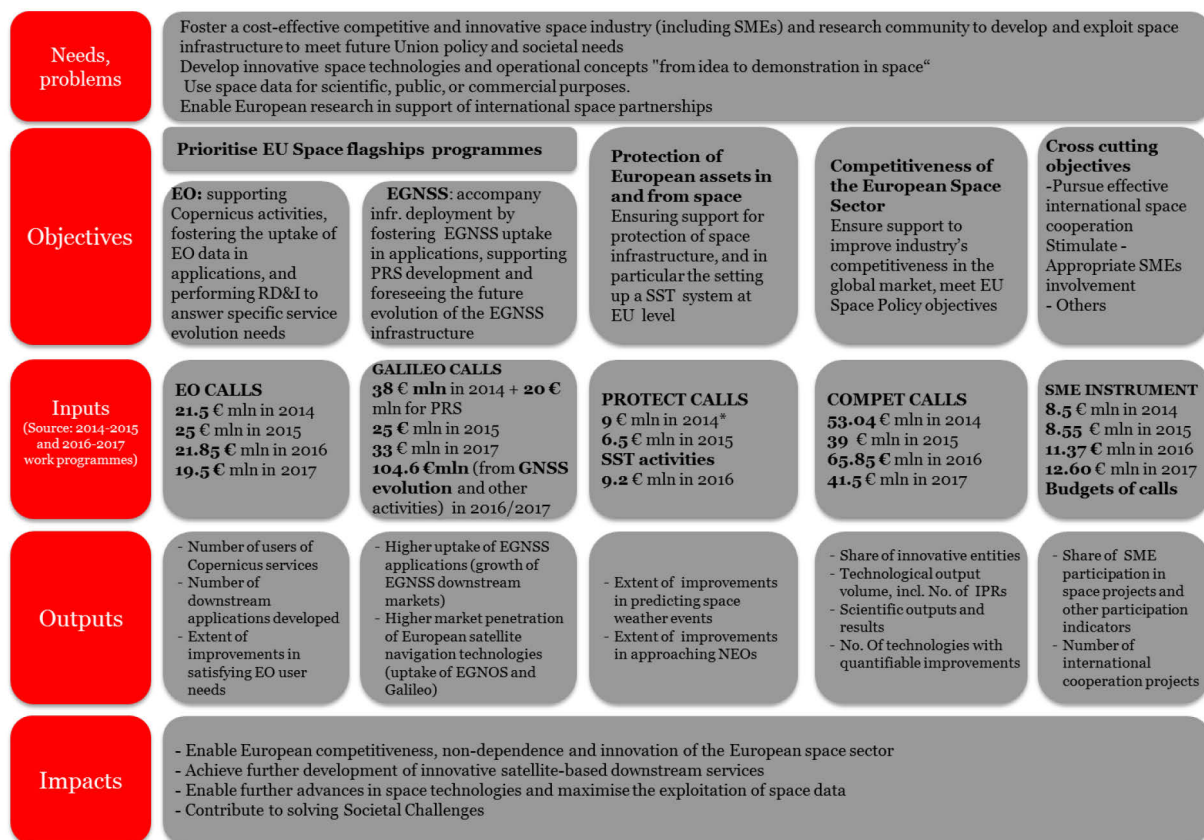 Needs,
problems
Foster a cost-effective competitive and innovative space industry (including SMEs) and research community to develop and exploit space
infrastructure to meet future Union policy and societal needs
Develop innovative space technologies and operational concepts "from idea to demonstration in space“
Use space data for scientific, public, or commercial purposes.
Enable European research in support of international space partnerships
Objectives
Prioritise EU Space flagships programmes
EO: supporting
Copernicus activities,
fostering the uptake of
EO data in
applications, and
performing RD&I to
answer specific service
evolution needs
EGNSS: accompany
infr. deployment by
fostering EGNSS uptake
in applications, supporting
PRS development and
foreseeing the future
evolution of the EGNSS
infrastructure
Protection of
European assets in
and from space
Ensuring support for
protection of space
infrastructure, and in
particular the setting
up a SST system at
EU level
Competitiveness of
the European Space
Sector
Ensure support to
improve industry’s
competitiveness in the
global market, meet EU
Space Policy objectives
Cross cutting
objectives
-Pursue effective
international space
cooperation
Stimulate -
Appropriate SMEs
involvement
- Others
Inputs
(Source: 2014-2015
and 2016-2017
work programmes)
EO CALLS
21.5 € mln in 2014
25 € mln in 2015
21.85 € mln in 2016
19.5 € mln in 2017
GALILEO CALLS
38 € mln in 2014 + 20 €
mln for PRS
25 € mln in 2015
33 € mln in 2017
104.6 €mln (from GNSS
evolution and other
activities) in 2016/2017
PROTECT CALLS
9 € mln in 2014*
6.5 € mln in 2015
SST activities
9.2 € mln in 2016
COMPET CALLS
53.04 € mln in 2014
39 € mln in 2015
65.85 € mln in 2016
41.5 € mln in 2017
SME INSTRUMENT
8.5 € mln in 2014
8.55 € mln in 2015
11.37 € mln in 2016
12.60 € mln in 2017
Budgets of calls
Outputs
- Number of users of
Copernicus services
- Number of
downstream
applications developed
- Extent of
improvements in
satisfying EO user
needs
- Higher uptake of EGNSS
applications (growth of
EGNSS downstream
markets)
- Higher market penetration
of European satellite
navigation technologies
(uptake of EGNOS and
Galileo)
- Extent of improvements
in predicting space
weather events
- Extent of improvements
in approaching NEOs
- Share of innovative entities
- Technological output
volume, incl. No. of IPRs
- Scientific outputs and
results
- No. Of technologies with
quantifiable improvements
- Share of SME
participation in
space projects and
other participation
indicators
- Number of
international
cooperation projects
Impacts
- Enable European competitiveness, non-dependence and innovation of the European space sector
- Achieve further development of innovative satellite-based downstream services
- Enable further advances in space technologies and maximise the exploitation of space data
- Contribute to solving Societal Challenges